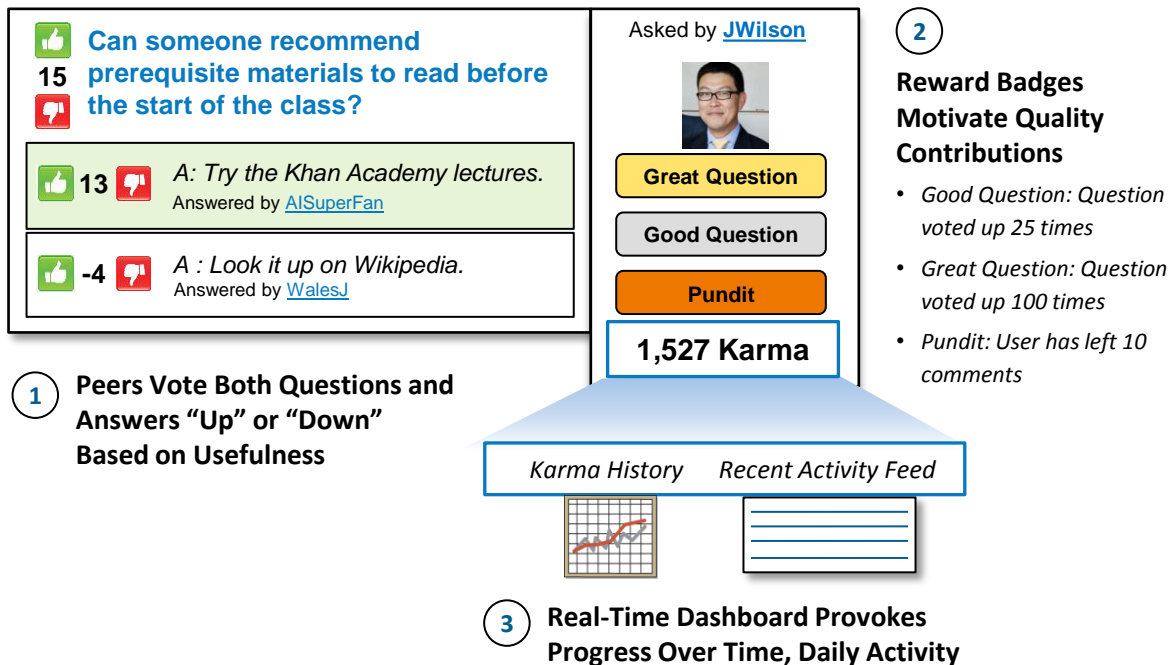 15
Can someone recommend
prerequisite materials to read before
the start of the class?
13
A: Try the Khan Academy lectures.
Answered by AISuperFan
-4
A : Look it up on Wikipedia.
Answered by WalesJ
Asked by JWilson
Great Question
Good Question
Pundit
1,527 Karma
1
Peers Vote Both Questions and
Answers “Up” or “Down”
Based on Usefulness
2
Reward Badges
Motivate Quality
Contributions
• Good Question: Question
voted up 25 times
• Great Question: Question
voted up 100 times
• Pundit: User has left 10
comments
Karma History
Recent Activity Feed
3
Real-Time Dashboard Provokes
Progress Over Time, Daily Activity